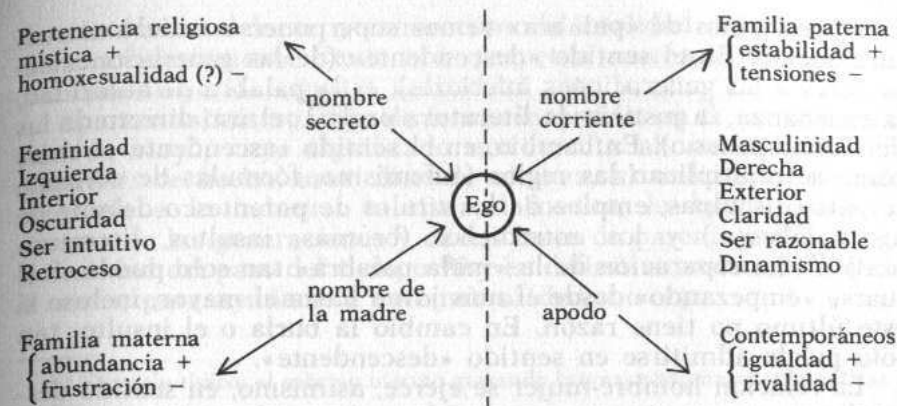 Pertenencia religiosa
mística +
homoxesualidad (?) −
nombre
secreto
Feminidad
Izquierda
Interior
Oscuridad
Ser intuitivo
Retroceso
nombre de
la madre
Familia materna
abundancia +
frustración −
Ego
Familia paterna
estabilidad +
tensiones −
nombre
corriente
Masculinidad
Derecha
Exterior
Claridad
Ser razonable
Dinamismo
apodo
Contemporáneos
igualdad +
rivalidad −